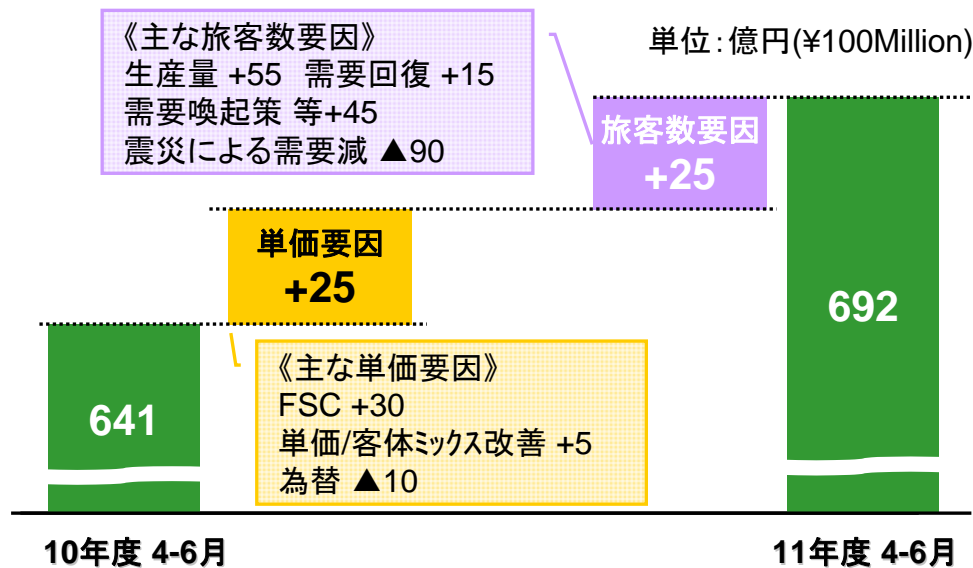 《主な旅客数要因》
生産量 +55 需要回復 +15
需要喚起策 等+45
震災による需要減 ▲90
単位:億円(¥100Million)
旅客数要因
+25
単価要因
+25
692
641
《主な単価要因》
FSC +30
単価/客体ミックス改善 +5
為替 ▲10
10年度 4-6月
11年度 4-6月